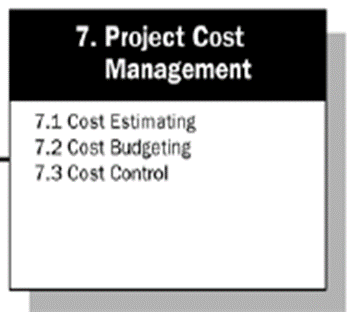 7. Project Cost
Management
7.1 Cost Estimating
7.2 Cost Budgeting
7.3 Cost Control